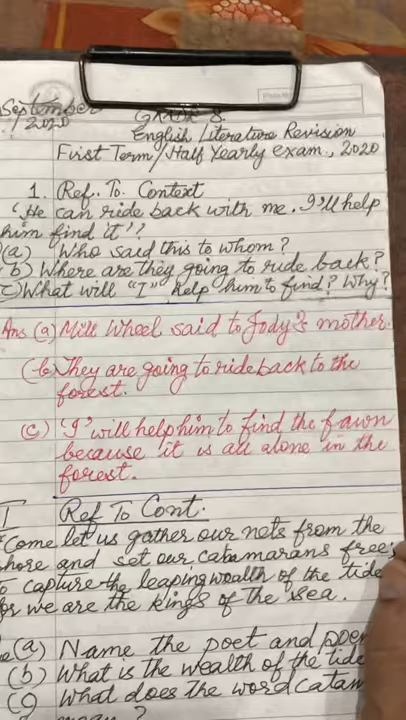 September
2020
Grade 8.
English Literature Revision
First Term/Half Yearly exam., 2020
1. Ref. To. Context
'He can ride back with me. I'll help
him find it'?
(a) Who said this to whom?
(b) Where are they going to ride back?
(c) What will "I" help him to find? Why?
Ans (a) Mill Wheel said to Jody's mother.
(b) They are going to ride back to the
forest.
(c) 'I' will help him to find the fawn
because it is all alone in the
forest.
Ref To Cont.
"Come let us gather our nets from the
shore and set our catamarans free,
to capture the leaping wealth of the tide
for we are the kings of the sea.
(a) Name the poet and poem
(b) What is the wealth of the tide
(c) What does the word catam
mean?